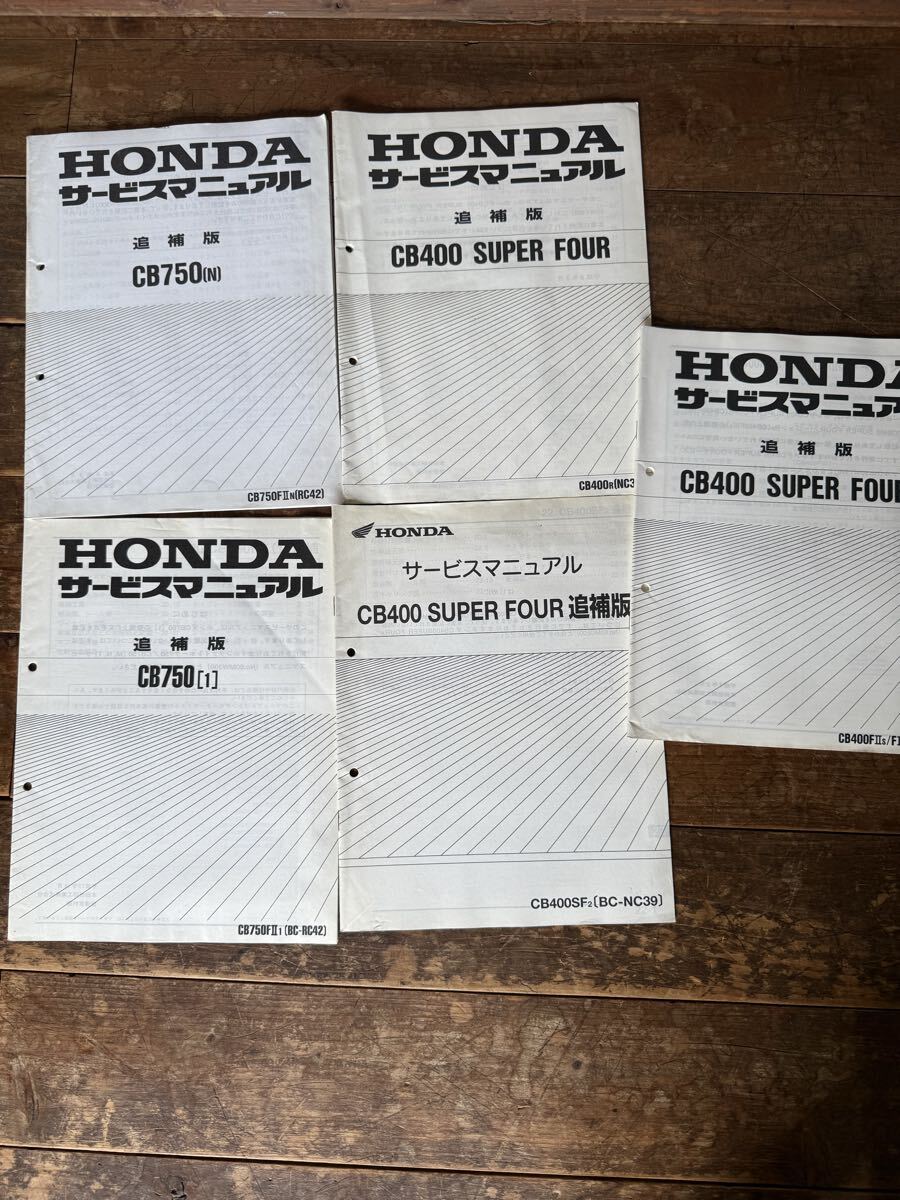 HONDA
サービスマニュアル
追補版
CB750(N)
CB750FⅡN(RC42)
HONDA
サービスマニュアル
追補版
CB400 SUPER FOUR
CB400R(NC3
HONDA
サービスマニュア
追補版
CB400 SUPER FOU
CB400FⅡS/F
HONDA
サービスマニュアル
追補版
CB750[1]
CB750FⅡ1(BC-RC42)
HONDA
サービスマニュアル
CB400 SUPER FOUR 追補版
CB400SF2〔BC-NC39〕